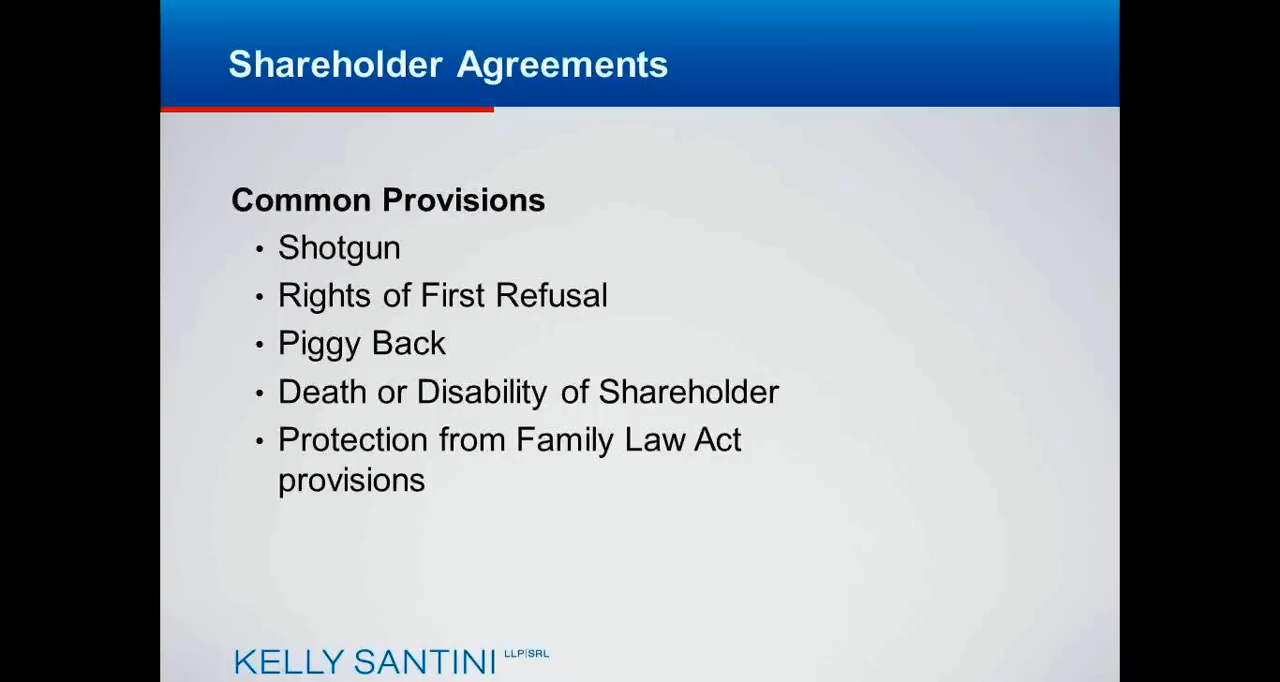 Shareholder Agreements
Common Provisions
• Shotgun
• Rights of First Refusal
• Piggy Back
• Death or Disability of Shareholder
• Protection from Family Law Act
provisions
KELLY SANTINI LLP|SRL